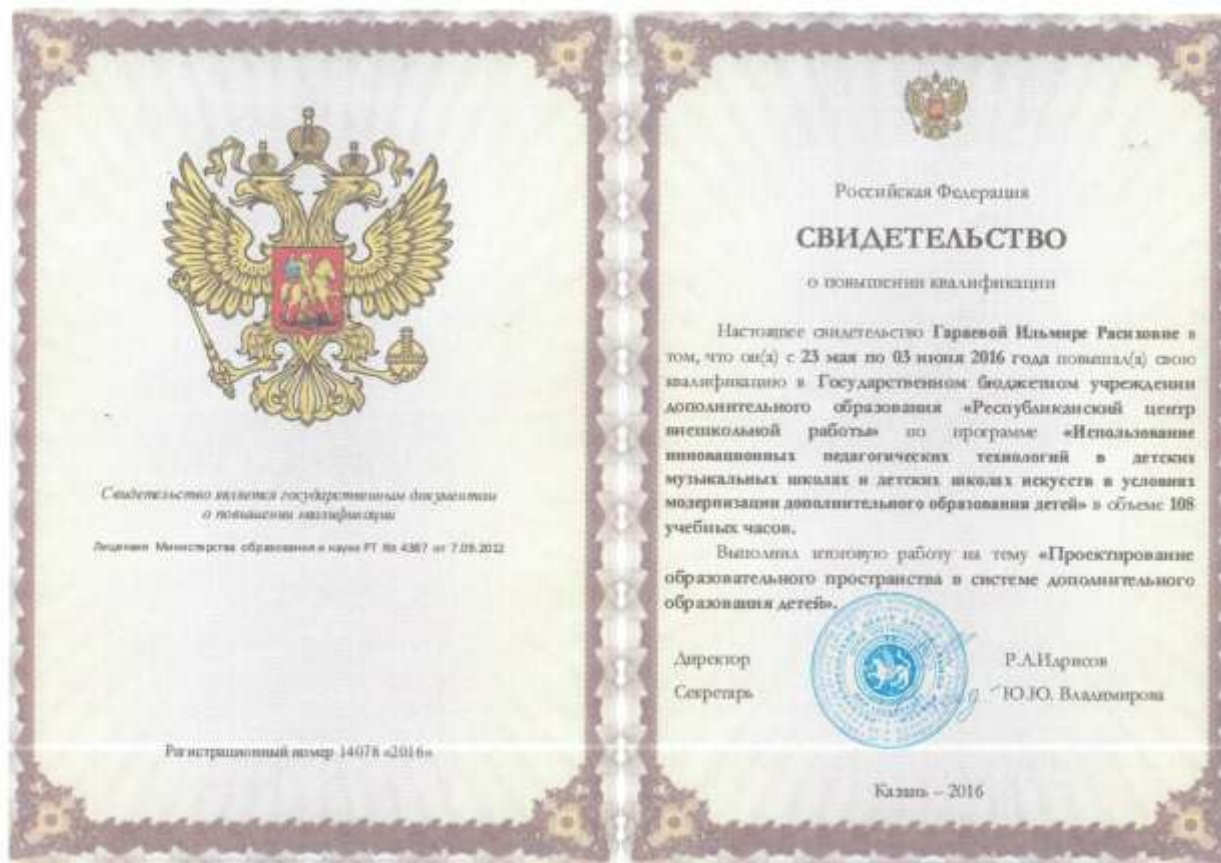 Свидетельство является государственным документом
о повышении квалификации
Лицензия Министерства образования и науки РТ № 4387 от 7.09.2012
Регистрационный номер 14078 «2016»
Российская Федерация
СВИДЕТЕЛЬСТВО
о повышении квалификации
Настоящее свидетельство Гараевой Ильмире Расиховне в
том, что он(а) с 23 мая по 03 июня 2016 года повышал(а) свою
квалификацию в Государственном бюджетном учреждении
дополнительного образования «Республиканский центр
внешкольной работы» по программе «Использование
инновационных педагогических технологий в детских
музыкальных школах и детских школах искусств в условиях
модернизации дополнительного образования детей» в объеме 108
учебных часов.
Выполнил итоговую работу на тему «Проектирование
образовательного пространства в системе дополнительного
образования детей».
Директор Р.А.Идрисов
Секретарь Ю.Ю. Владимирова
Казань – 2016